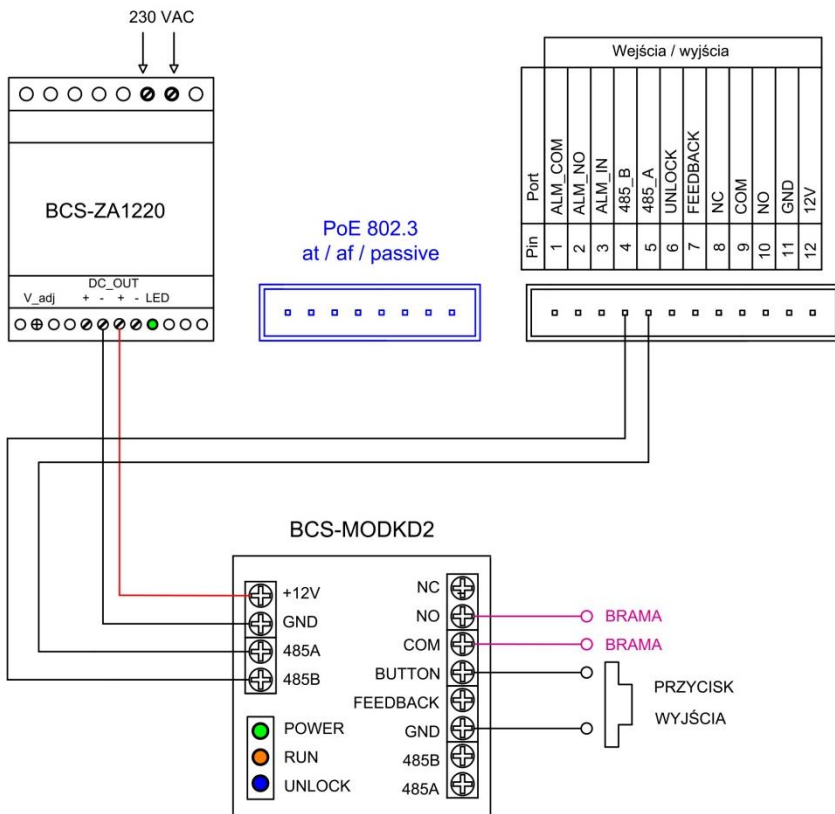 230 VAC
BCS-ZA1220
DC_OUT
V_adj + - + - LED
PoE 802.3
at / af / passive
Wejścia / wyjścia
Port ALM_COM ALM_NO ALM_IN 485_B 485_A UNLOCK FEEDBACK NC COM NO GND 12V
Pin 1 2 3 4 5 6 7 8 9 10 11 12
BCS-MODKD2
+12V
GND
485A
485B
POWER
RUN
UNLOCK
NC
NO
COM
BUTTON
FEEDBACK
GND
485B
485A
BRAMA
BRAMA
PRZYCISK
WYJŚCIA